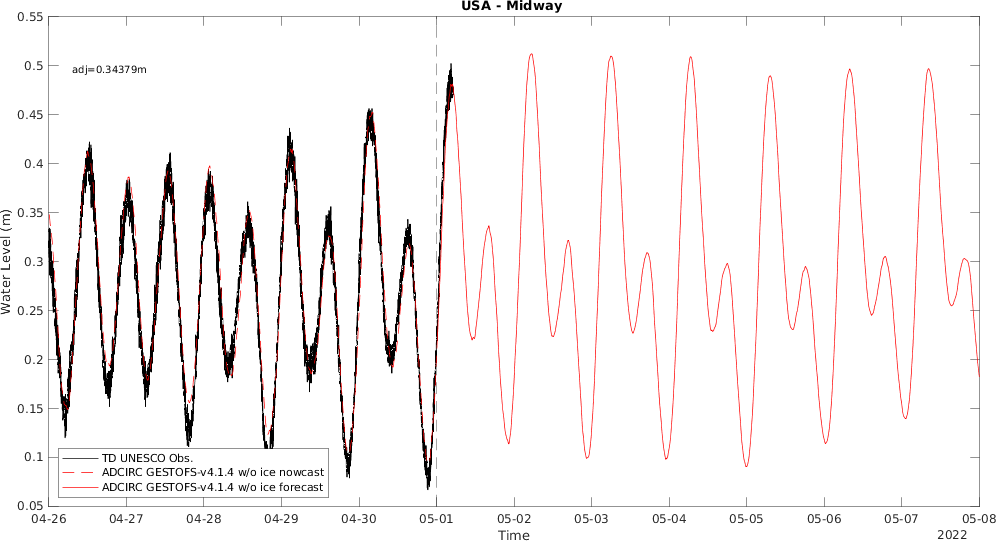 USA - Midway
0.55
0.5
0.45
0.4
0.35
0.3
0.25
0.2
0.15
0.1
0.05
Water Level (m)
adj=0.34379m
TD UNESCO Obs.
ADCIRC GESTOFS-v4.1.4 w/o ice nowcast
ADCIRC GESTOFS-v4.1.4 w/o ice forecast
04-26 04-27 04-28 04-29 04-30 05-01 05-02 05-03 05-04 05-05 05-06 05-07 05-08
Time
2022